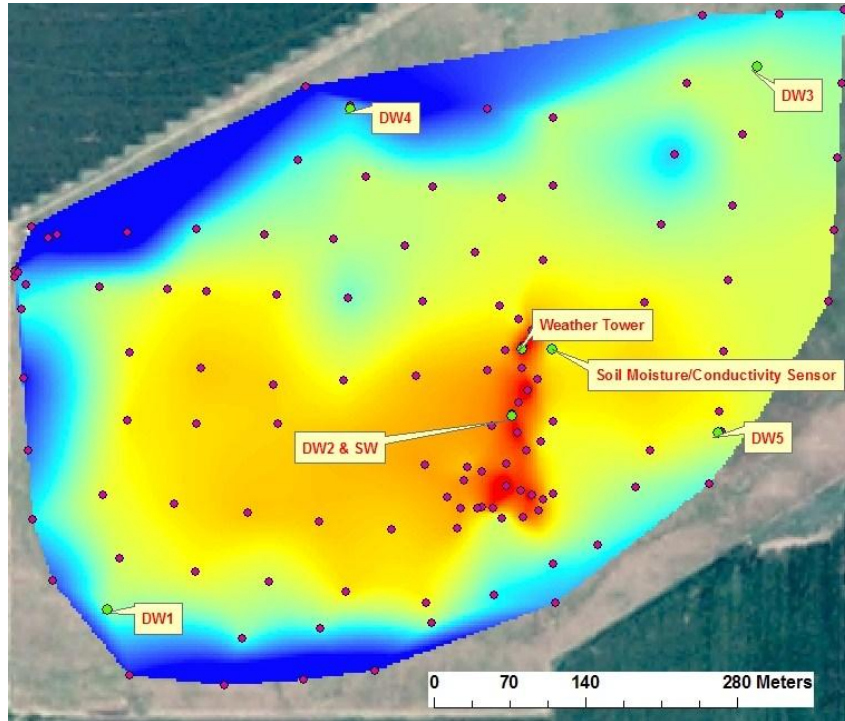 DW3
DW4
Weather Tower
Soil Moisture/Conductivity Sensor
DW2 & SW
DW5
DW1
0 70 140 280 Meters